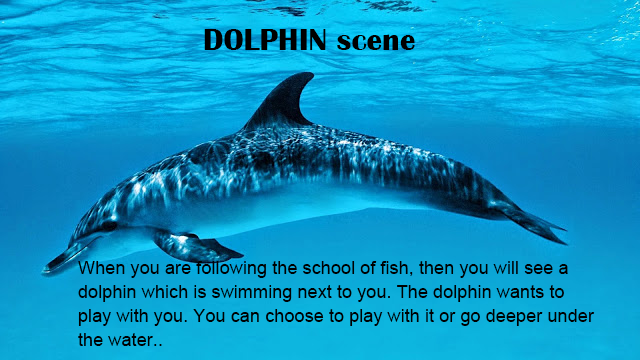 DOLPHIN scene
When you are following the school of fish, then you will see a
dolphin which is swimming next to you. The dolphin wants to
play with you. You can choose to play with it or go deeper under
the water..